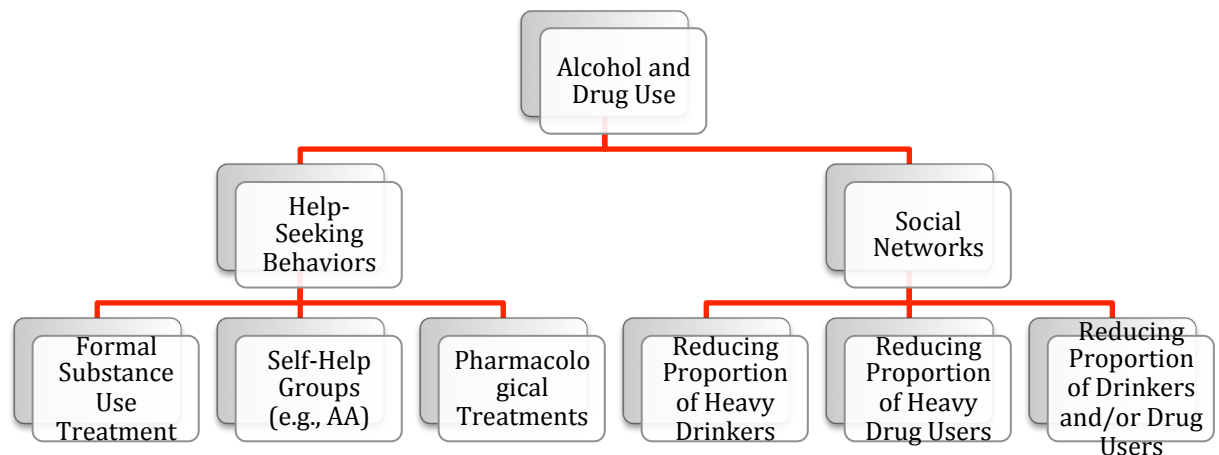 Alcohol and
Drug Use
Help-
Seeking
Behaviors
Social
Networks
Formal
Substance
Use
Treatment
Self-Help
Groups
(e.g., AA)
Pharmacolo
gical
Treatments
Reducing
Proportion
of Heavy
Drinkers
Reducing
Proportion
of Heavy
Drug Users
Reducing
Proportion
of Drinkers
and/or Drug
Users